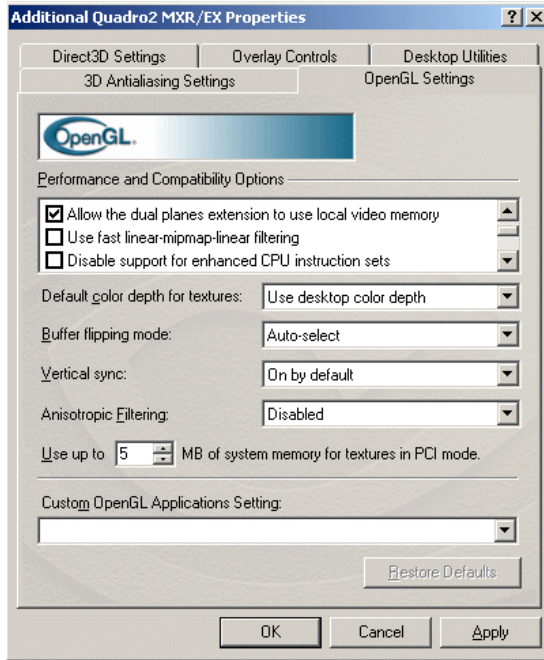 Additional Quadro2 MXR/EX Properties
Direct3D Settings Overlay Controls Desktop Utilities
3D Antialiasing Settings OpenGL Settings
OpenGL.
Performance and Compatibility Options
Allow the dual planes extension to use local video memory
Use fast linear-mipmap-linear filtering
Disable support for enhanced CPU instruction sets
Default color depth for textures: Use desktop color depth
Buffer flipping mode: Auto-select
Vertical sync: On by default
Anisotropic Filtering: Disabled
Use up to 5 MB of system memory for textures in PCI mode.
Custom OpenGL Applications Setting:
Restore Defaults
OK Cancel Apply